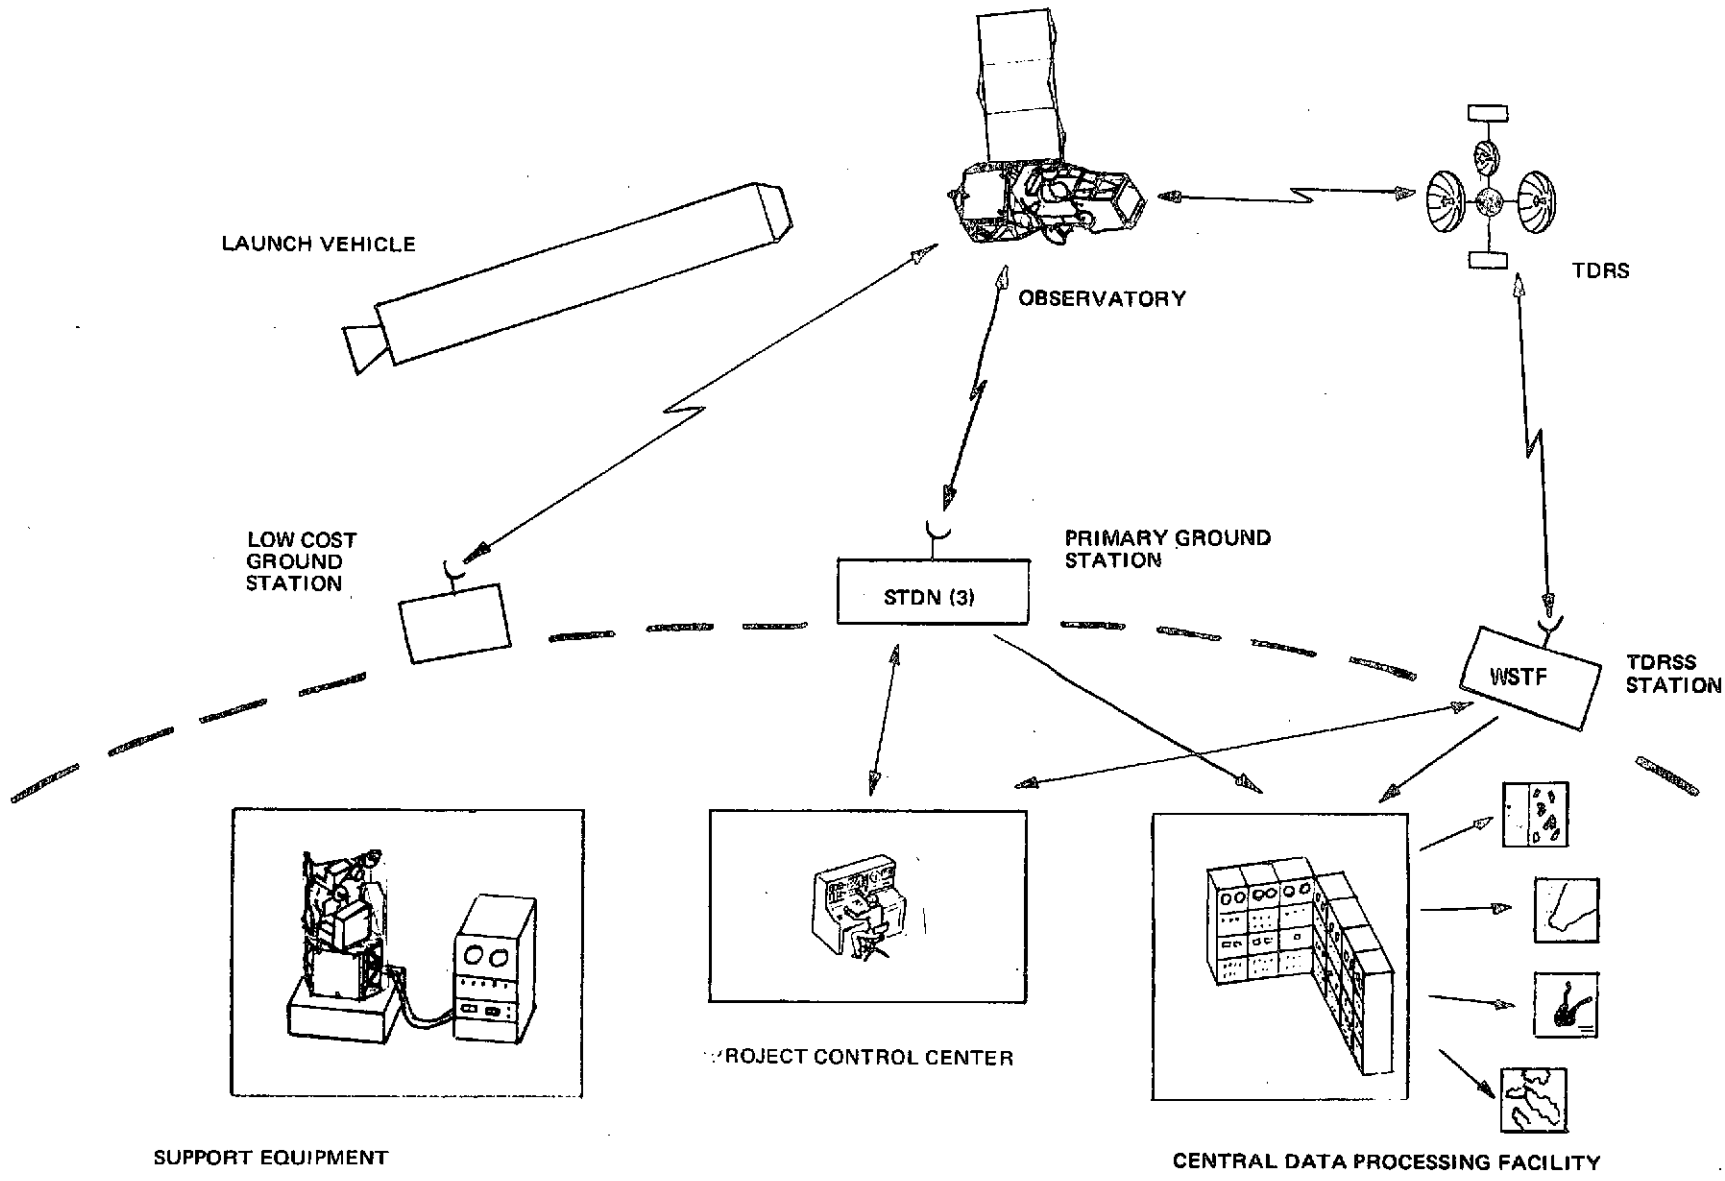 LAUNCH VEHICLE
OBSERVATORY
TDRS
LOW COST
GROUND
STATION
PRIMARY GROUND
STATION
STDN (3)
WSTF
TDRSS
STATION
PROJECT CONTROL CENTER
SUPPORT EQUIPMENT
CENTRAL DATA PROCESSING FACILITY